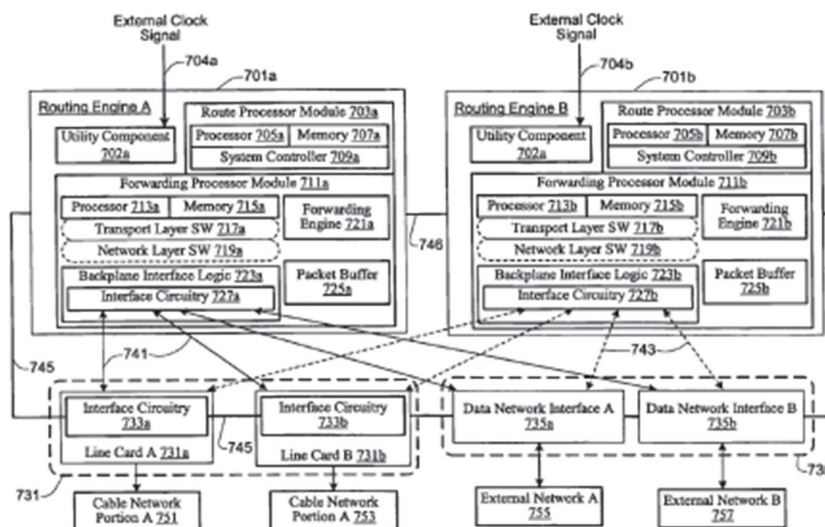 External Clock
Signal
704a
701a
Routing Engine A
Route Processor Module 703a
Processor 705a
Memory 707a
System Controller 709a
Utility Component
702a
Forwarding Processor Module 711a
Processor 713a
Memory 715a
Transport Layer SW 717a
Network Layer SW 719a
Forwarding
Engine 721a
Backplane Interface Logic 723a
Interface Circuitry 727a
Packet Buffer
725a
External Clock
Signal
704b
701b
Routing Engine B
Route Processor Module 703b
Processor 705b
Memory 707b
System Controller 709b
Utility Component
702a
Forwarding Processor Module 711b
Processor 713b
Memory 715b
Transport Layer SW 717b
Network Layer SW 719b
Forwarding
Engine 721b
Backplane Interface Logic 723b
Interface Circuitry 727b
Packet Buffer
725b
746
745
741
743
Interface Circuitry
733a
Line Card A 731a
745
Interface Circuitry
733b
Line Card B 731b
Data Network Interface A
735a
Data Network Interface B
735b
731
Cable Network
Portion A 751
Cable Network
Portion A 753
External Network A
755
External Network B
757